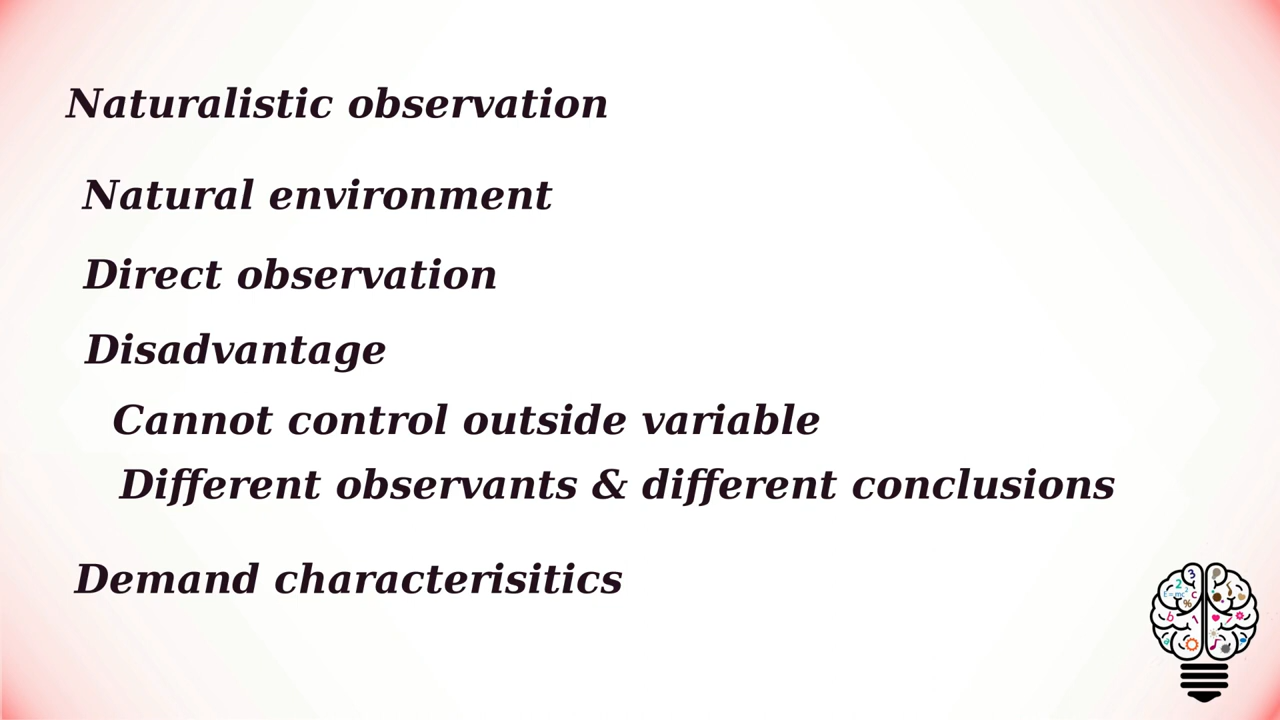 Naturalistic observation
Natural environment
Direct observation
Disadvantage
Cannot control outside variable
Different observants & different conclusions
Demand characterisitics